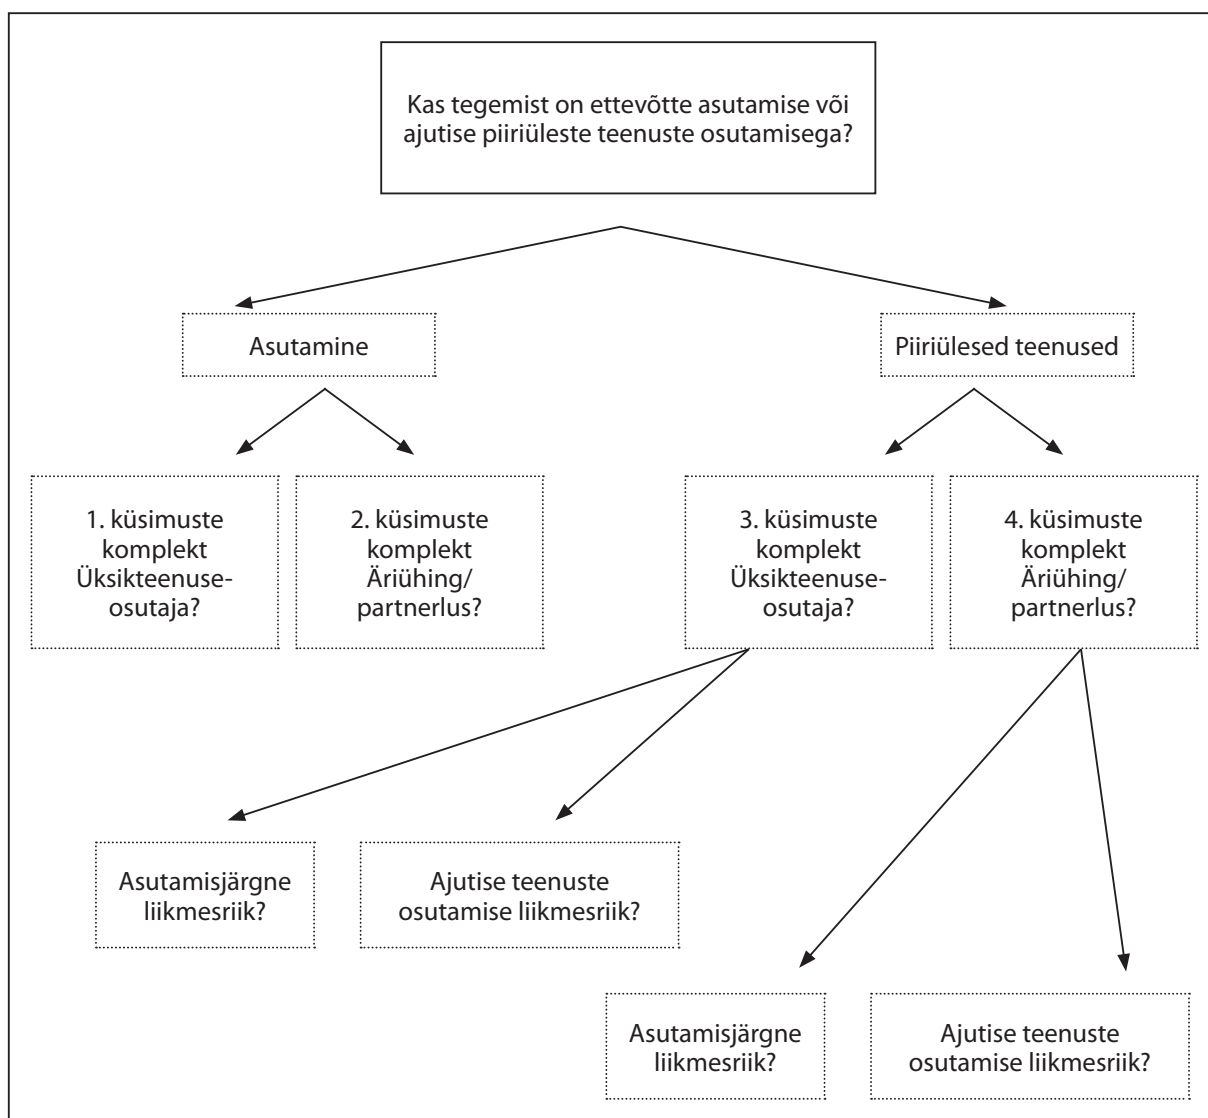 Kas tegemist on ettevõtte asutamise või
ajutise piiriüleste teenuste osutamisega?
Asutamine
Piiriülesed teenused
1. küsimuste
komplekt
Üksikteenuse-
osutaja?
2. küsimuste
komplekt
Äriühing/
partnerlus?
3. küsimuste
komplekt
Üksikteenuse-
osutaja?
4. küsimuste
komplekt
Äriühing/
partnerlus?
Asutamisjärgne
liikmesriik?
Ajutise teenuste
osutamise liikmesriik?
Asutamisjärgne
liikmesriik?
Ajutise teenuste
osutamise liikmesriik?